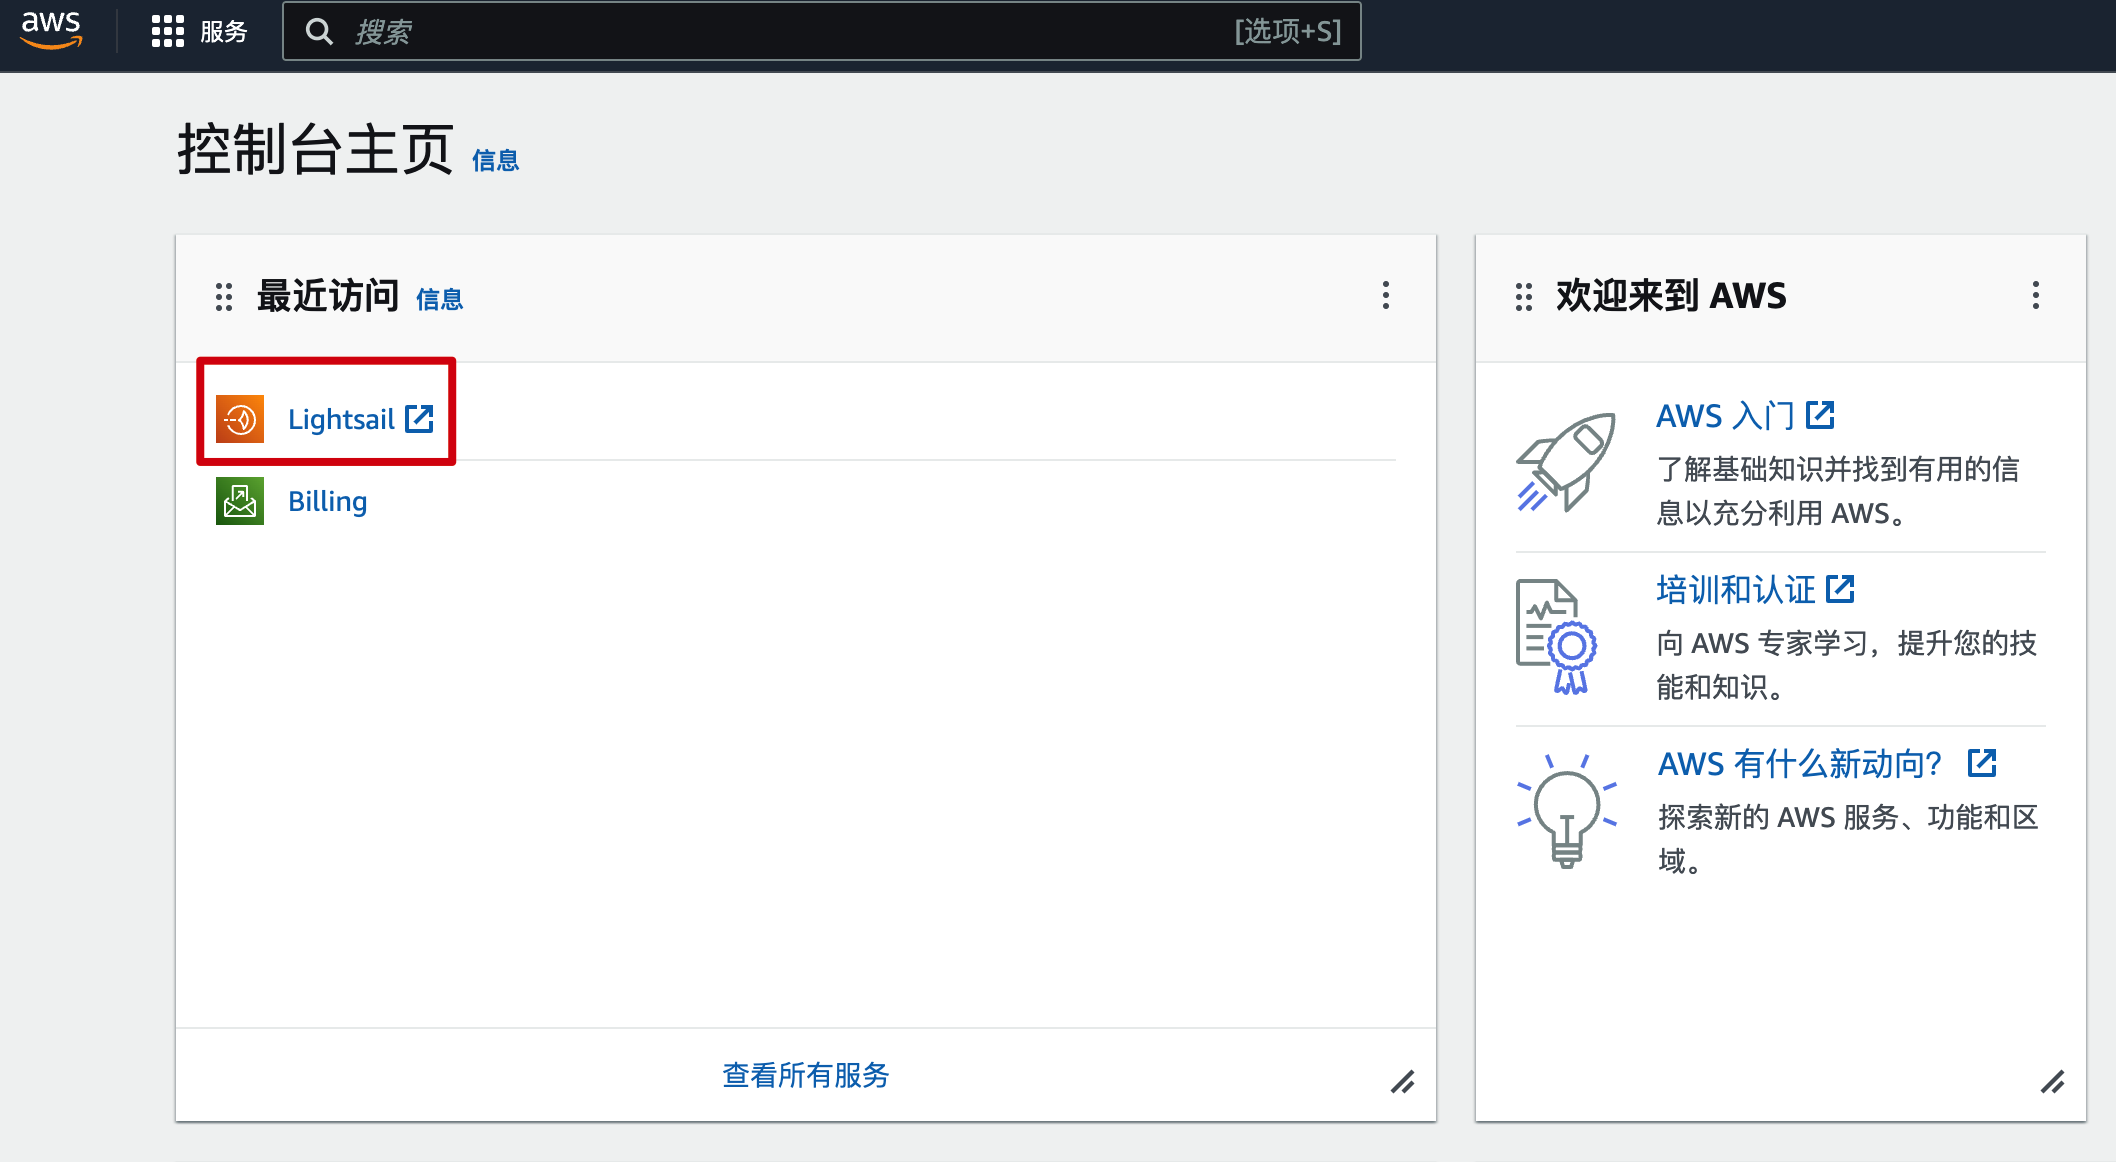 aws
服务
搜索
[选项+S]
控制台主页 信息
最近访问 信息
Lightsail
Billing
查看所有服务
欢迎来到 AWS
AWS 入门
了解基础知识并找到有用的信
息以充分利用 AWS。
培训和认证
向 AWS 专家学习，提升您的技
能和知识。
AWS 有什么新动向？
探索新的 AWS 服务、功能和区
域。